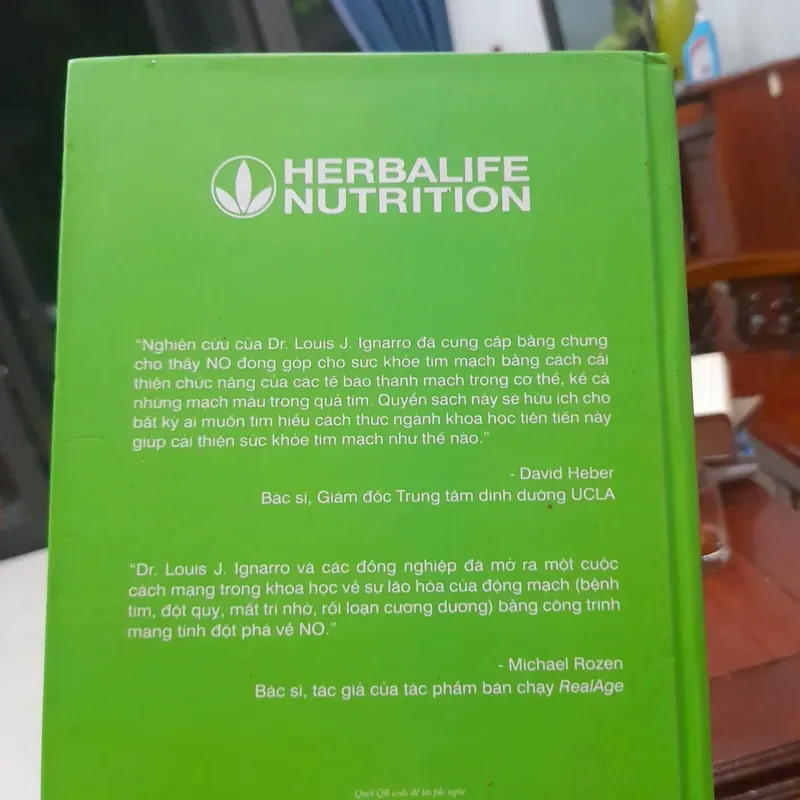 HERBALIFE
NUTRITION
“Nghiên cứu của Dr. Louis J. Ignarro đã cung cấp bằng chứng
cho thấy NO đóng góp cho sức khỏe tim mạch bằng cách cải
thiện chức năng của các tế bào thành mạch trong cơ thể, kể cả
những mạch máu trong quả tim. Quyển sách này sẽ hữu ích cho
bất kỳ ai muốn tìm hiểu cách thức ngành khoa học tiên tiến này
giúp cải thiện sức khỏe tim mạch như thế nào.”
- David Heber
Bác sĩ, Giám đốc Trung tâm dinh dưỡng UCLA
“Dr. Louis J. Ignarro và các đồng nghiệp đã mở ra một cuộc
cách mạng trong khoa học về sự lão hóa của động mạch (bệnh
tim, đột quỵ, mất trí nhớ, rối loạn cương dương) bằng công trình
mang tính đột phá về NO.”
- Michael Rozen
Bác sĩ, tác giả của tác phẩm bán chạy RealAge
Quét QR code để